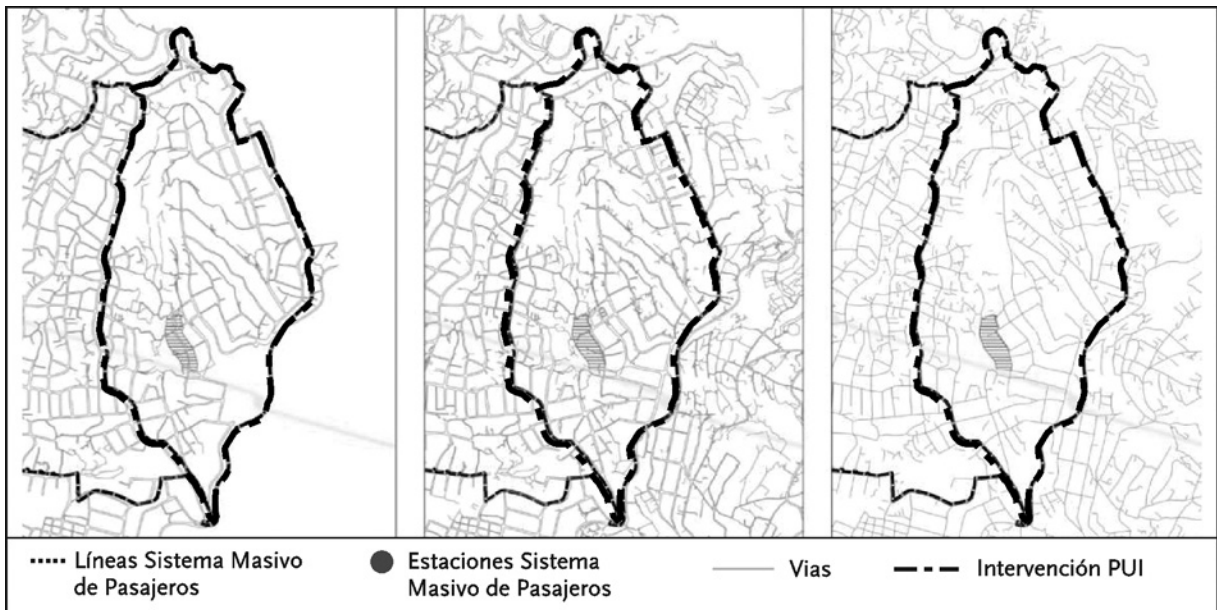 Líneas Sistema Masivo
de Pasajeros
Estaciones Sistema
Masivo de Pasajeros
Vias
Intervención PUI